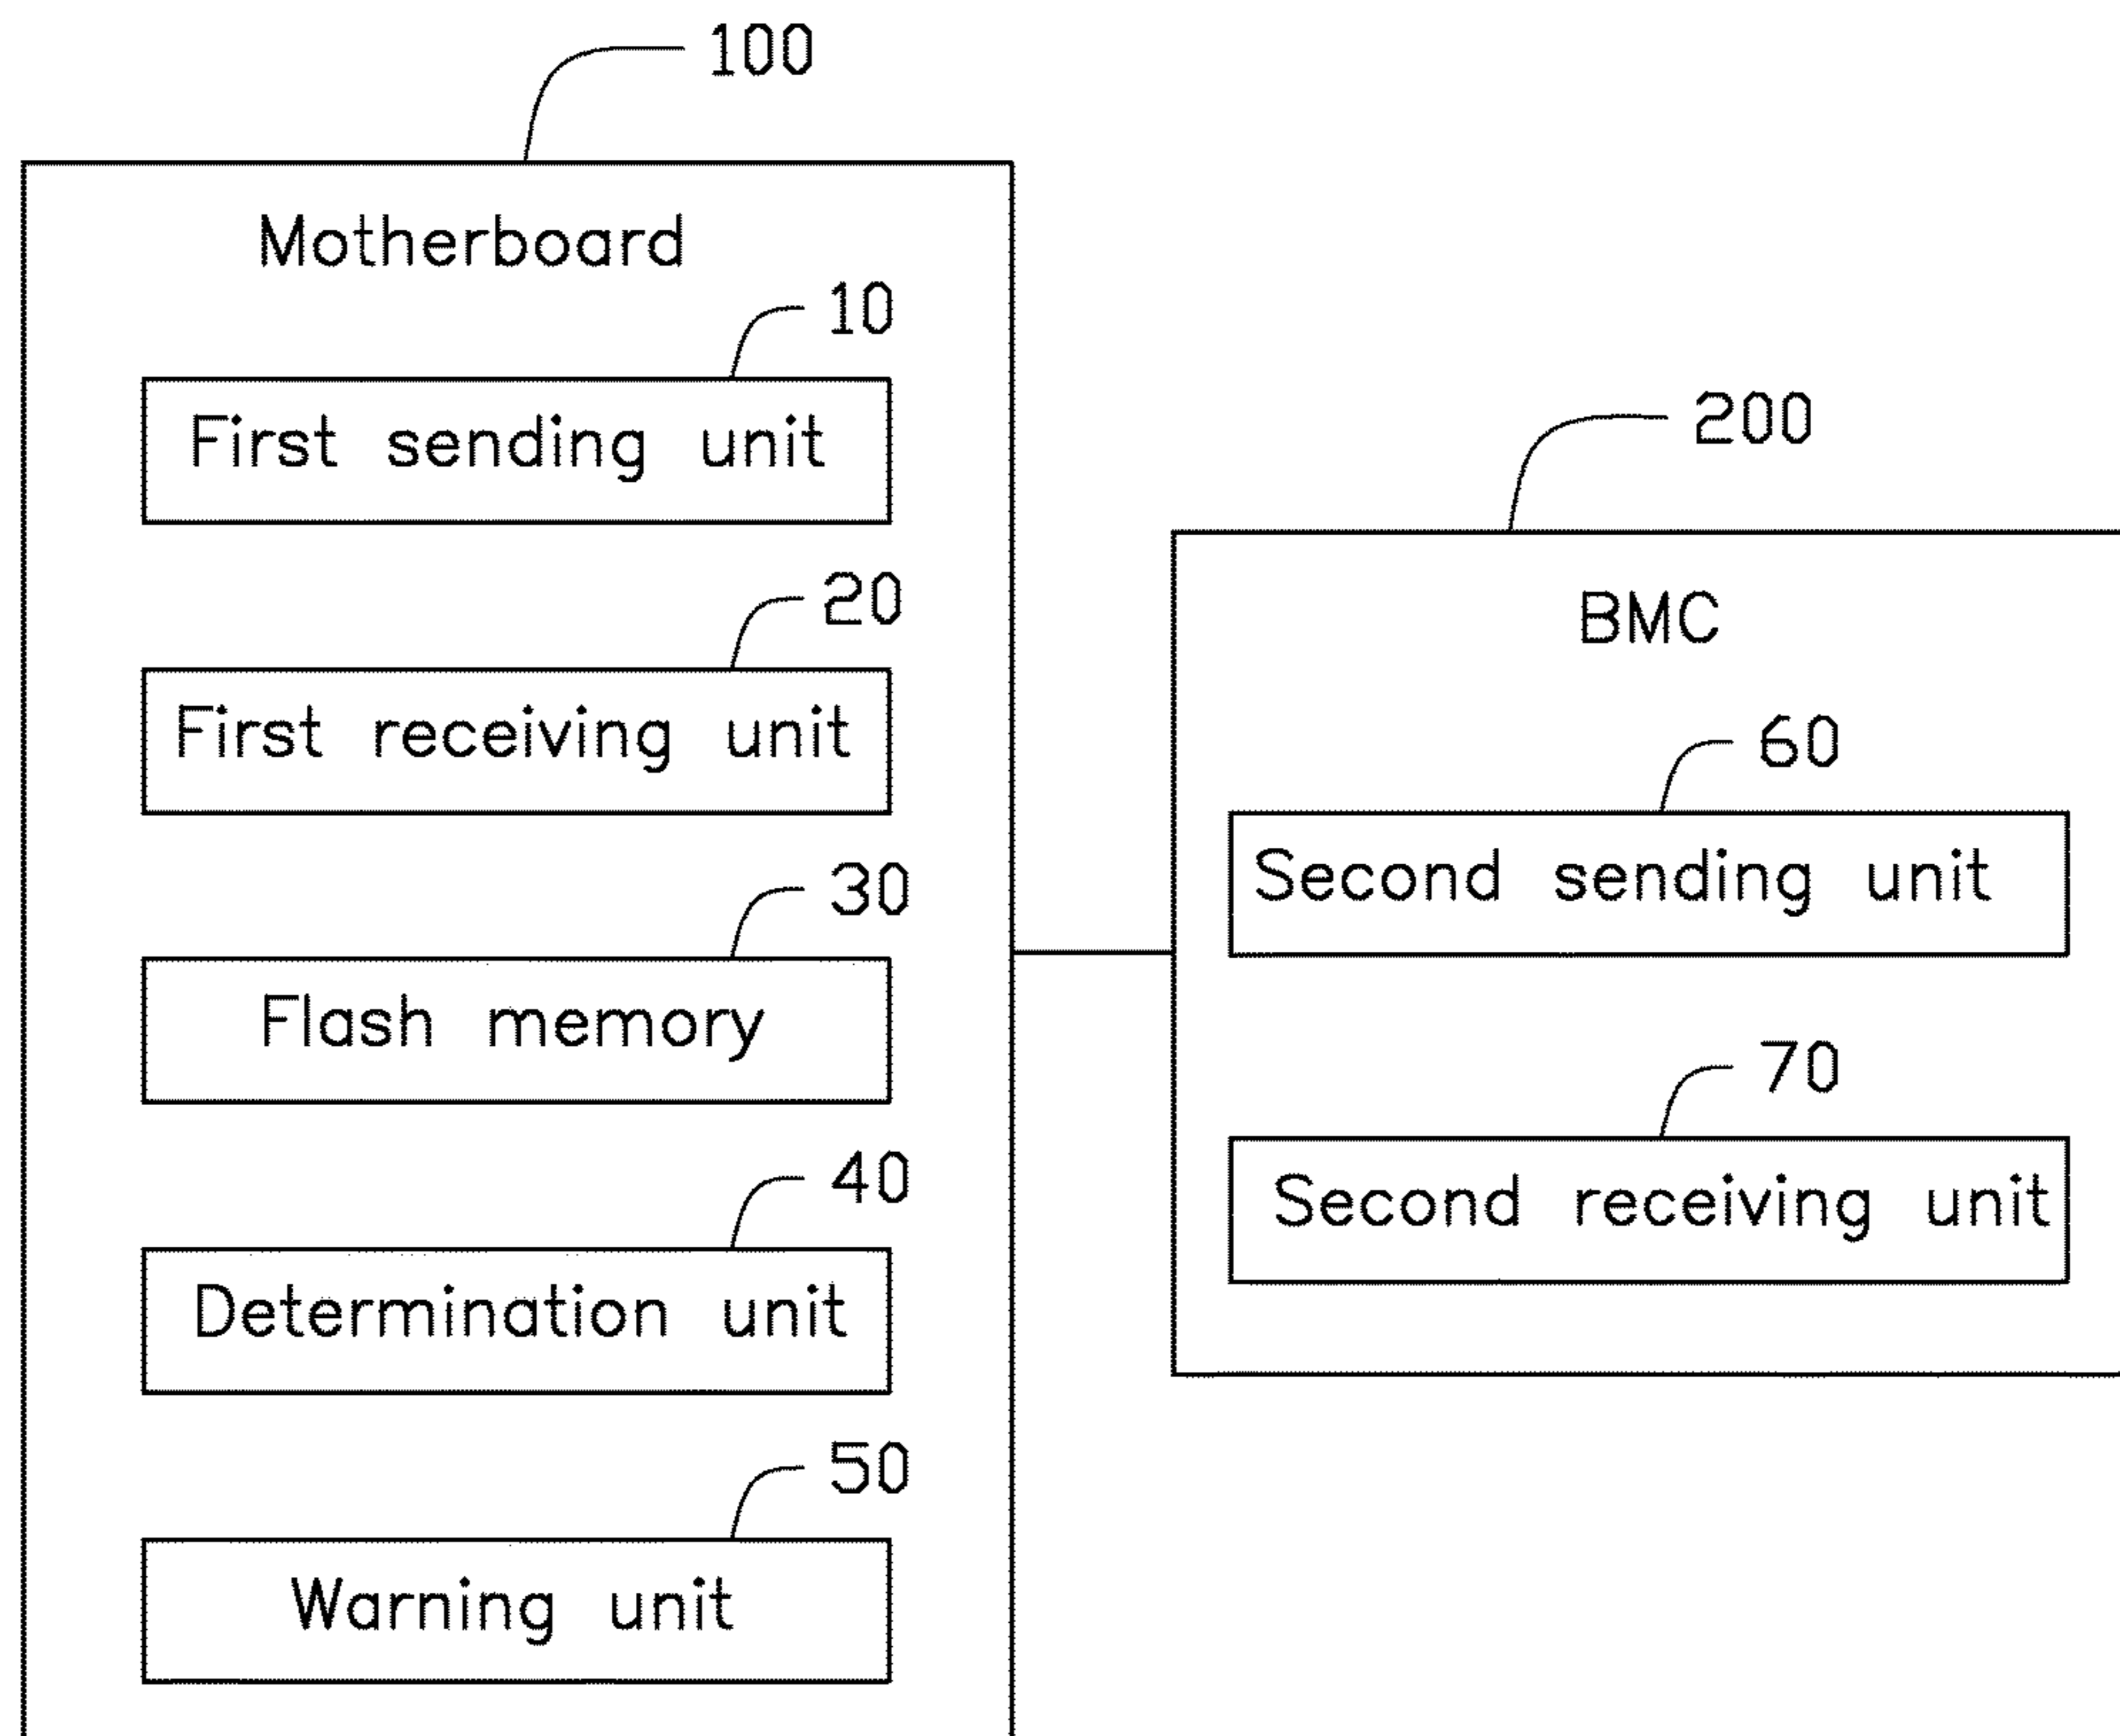 100
Motherboard
10
First sending unit
20
First receiving unit
30
Flash memory
40
Determination unit
50
Warning unit
200
BMC
60
Second sending unit
70
Second receiving unit